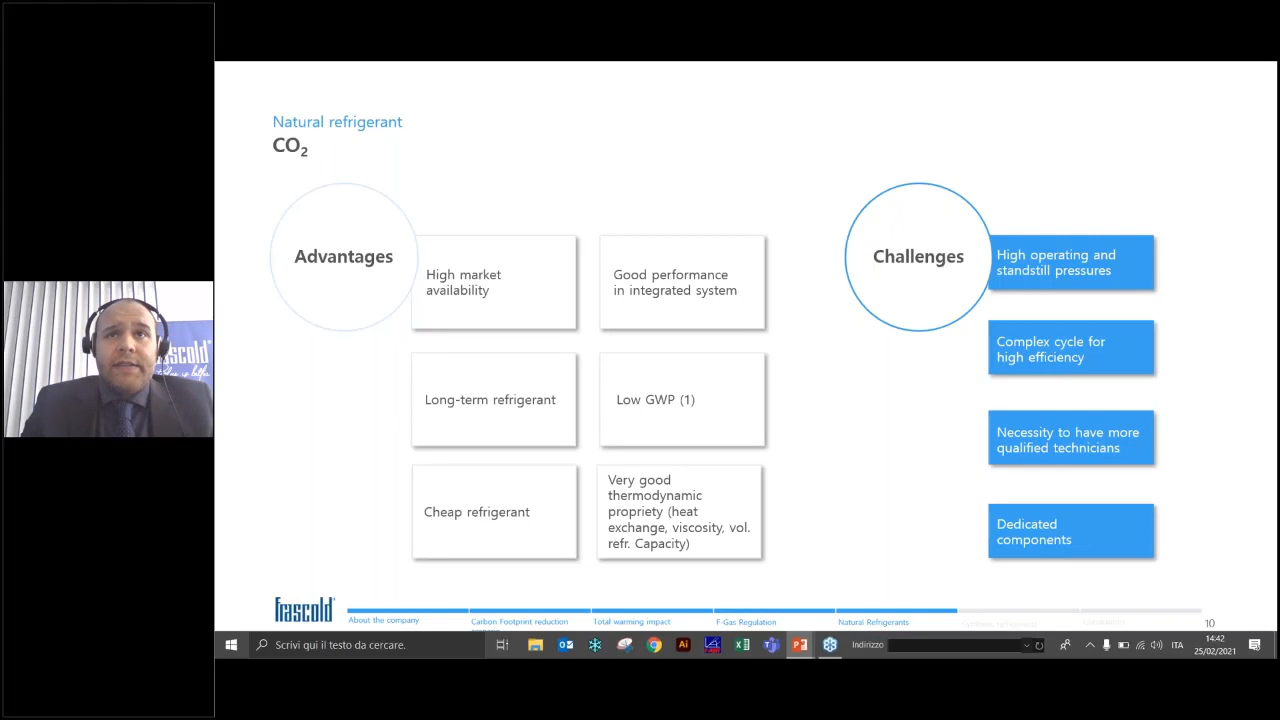 Natural refrigerant
CO₂
Advantages
High market
availability
Good performance
in integrated system
Long-term refrigerant
Low GWP (1)
Cheap refrigerant
Very good
thermodynamic
propriety (heat
exchange, viscosity, vol.
refr. Capacity)
Challenges
High operating and
standstill pressures
Complex cycle for
high efficiency
Necessity to have more
qualified technicians
Dedicated
components
frascold
About the company
Carbon Footprint reduction
Total warming impact
F-Gas Regulation
Natural Refrigerants
10
Scrivi qui il testo da cercare.
Indirizzo
ITA
14:42
25/02/2021